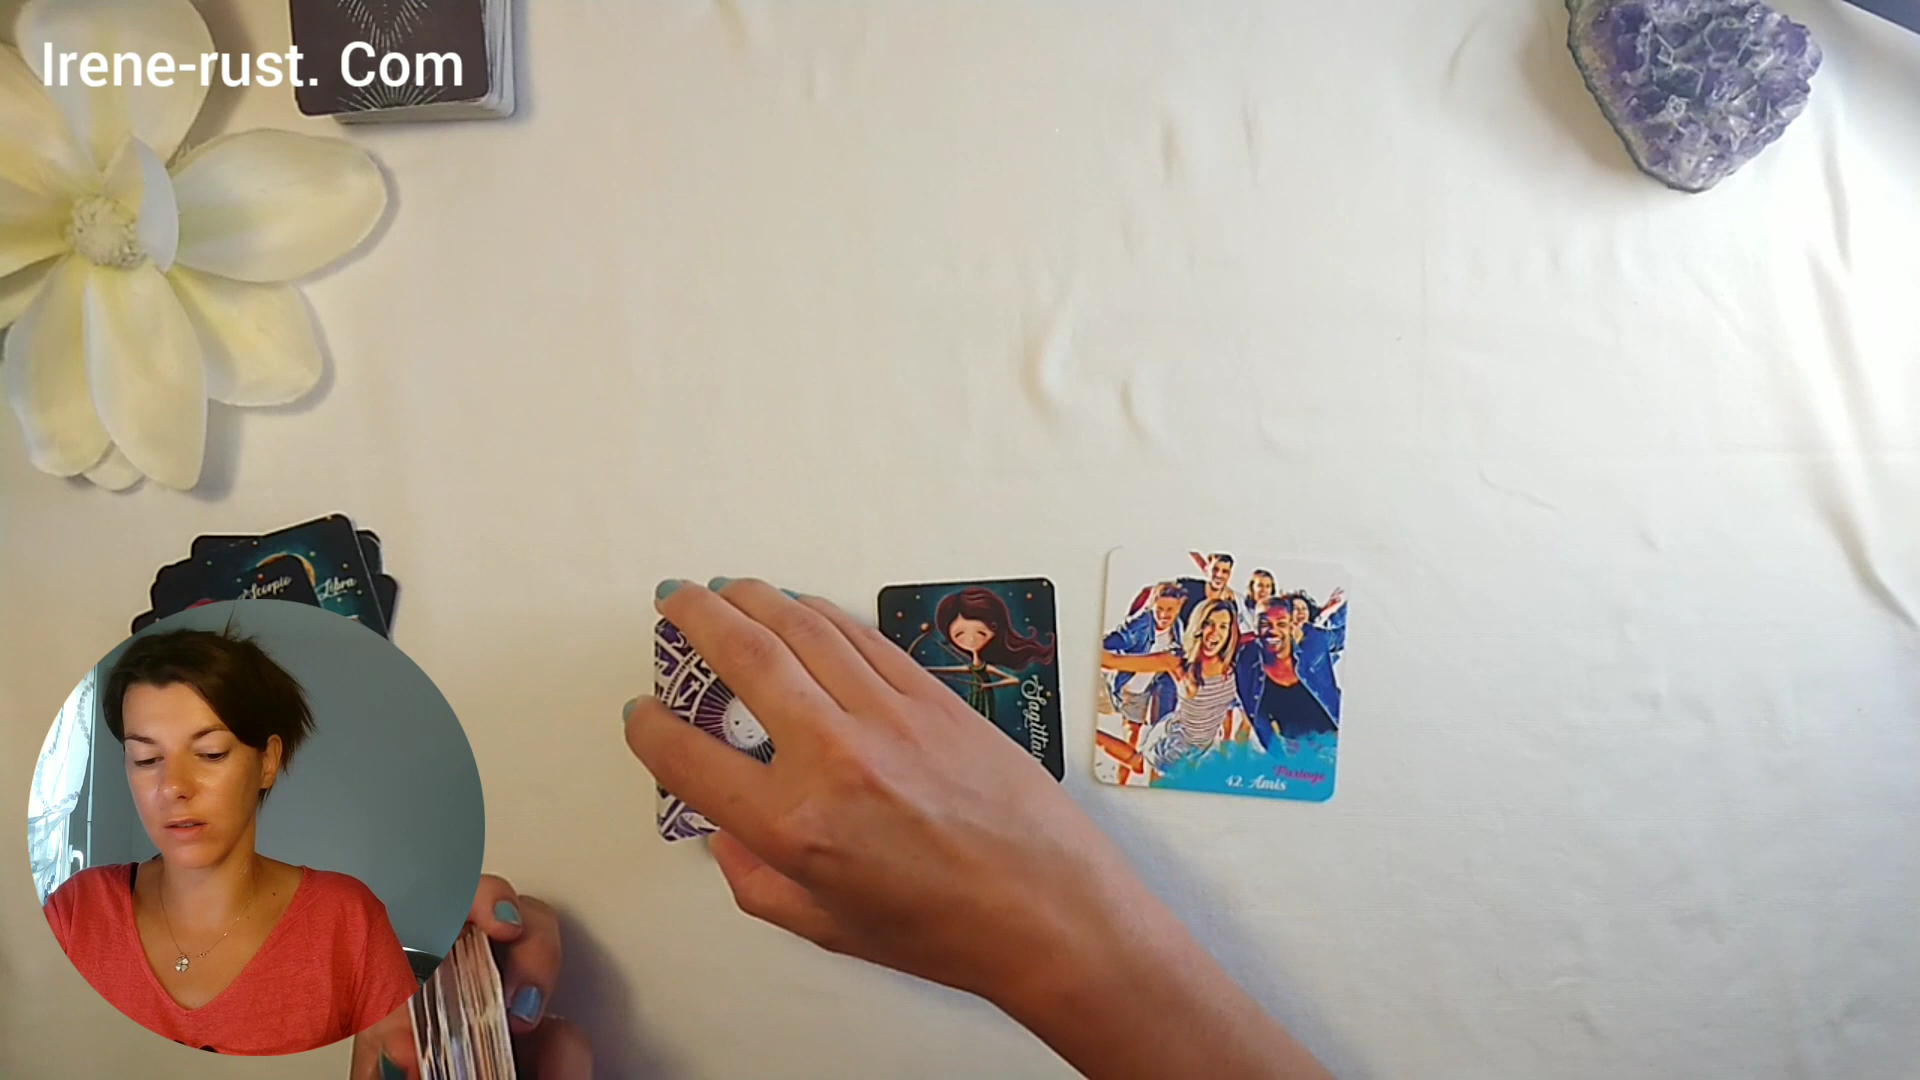 Irene-rust. Com
Scorpio
Libra
Sagittai
Partage
42. Amis